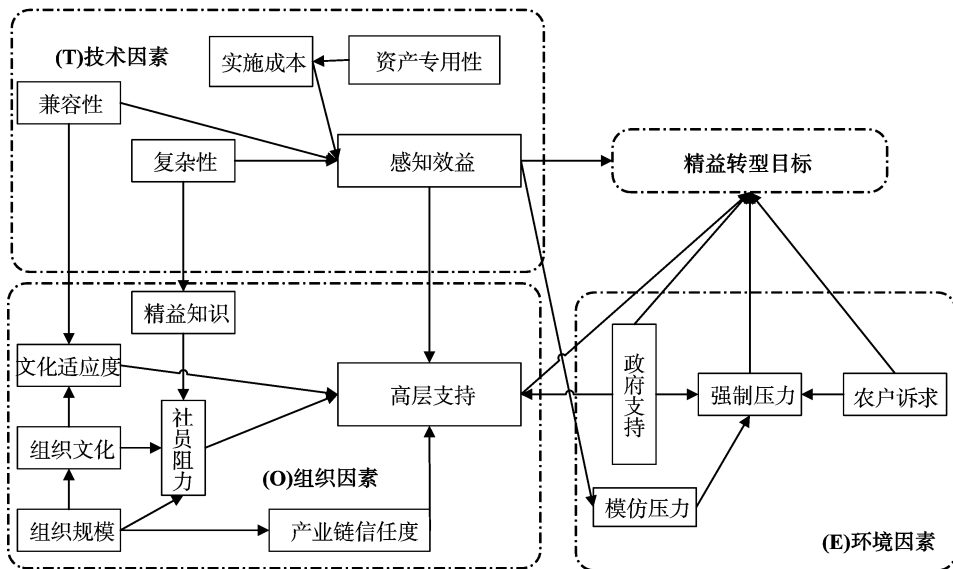 (T)技术因素
实施成本
资产专用性
兼容性
复杂性
感知效益
精益转型目标
精益知识
文化适应度
高层支持
政府支持
强制压力
农户诉求
组织文化
社员阻力
(O)组织因素
组织规模
产业链信任度
模仿压力
(E)环境因素